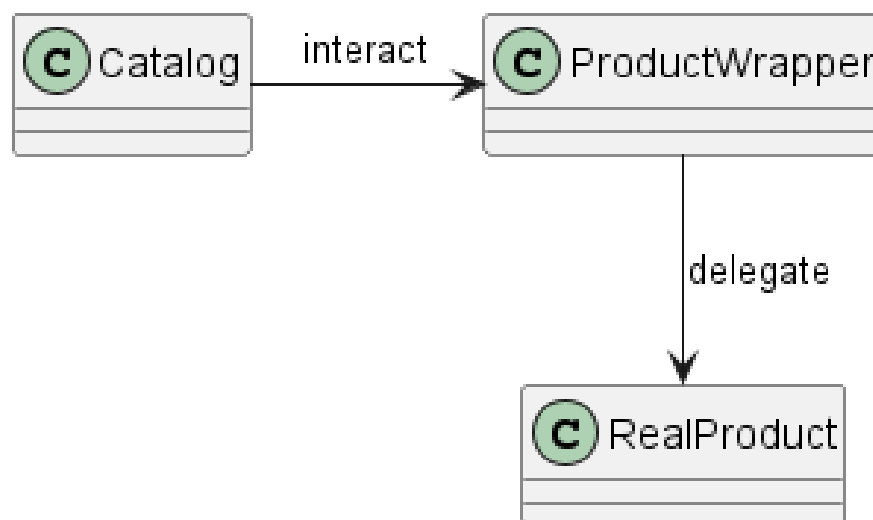 C Catalog
interact
C ProductWrapper
delegate
C RealProduct